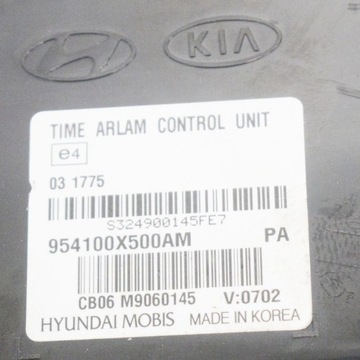 KIA
TIME ARLAM CONTROL UNIT
e4
03 1775
S324900145FE7
954100X500AM PA
CB06 M9060145 V:0702
HYUNDAI MOBIS MADE IN KOREA